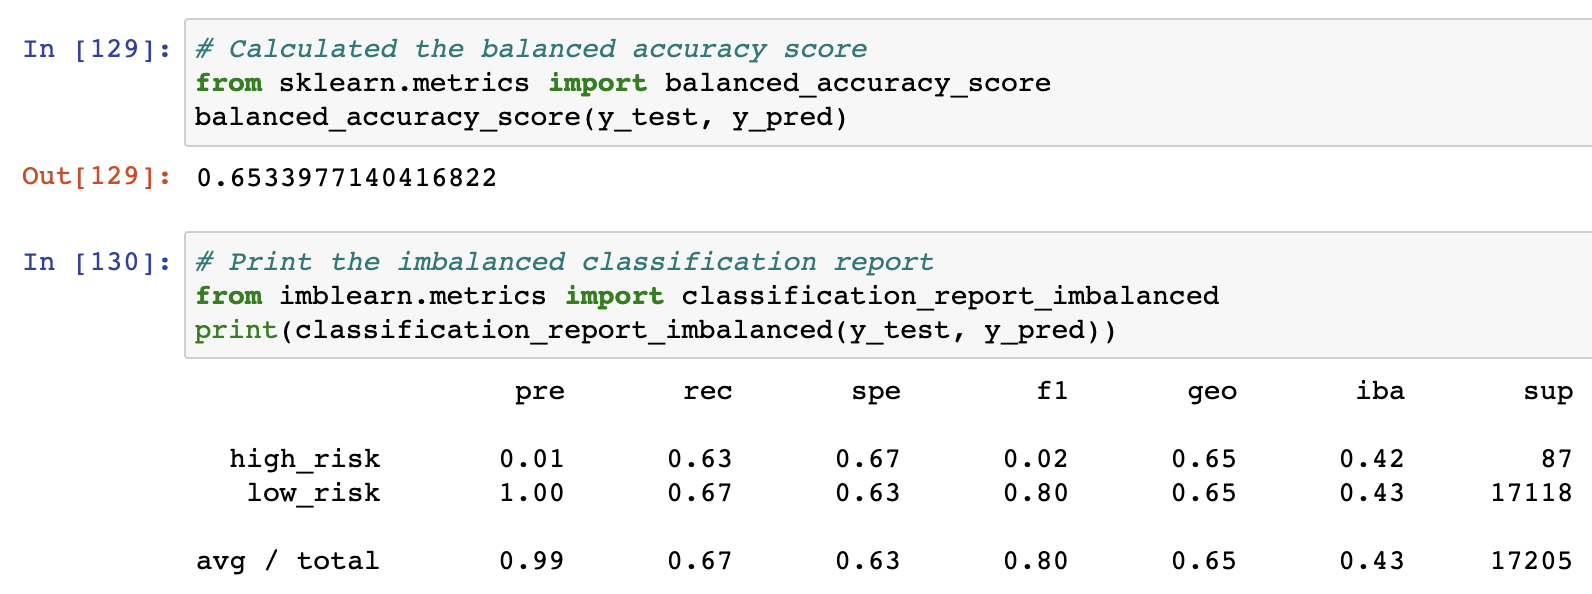 In [129]: # Calculated the balanced accuracy score
from sklearn.metrics import balanced_accuracy_score
balanced_accuracy_score(y_test, y_pred)
Out[129]: 0.6533977140416822
In [130]: # Print the imbalanced classification report
from imblearn.metrics import classification_report_imbalanced
print(classification_report_imbalanced(y_test, y_pred))
pre rec spe f1 geo iba sup
high_risk 0.01 0.63 0.67 0.02 0.65 0.42 87
low_risk 1.00 0.67 0.63 0.80 0.65 0.43 17118
avg / total 0.99 0.67 0.63 0.80 0.65 0.43 17205